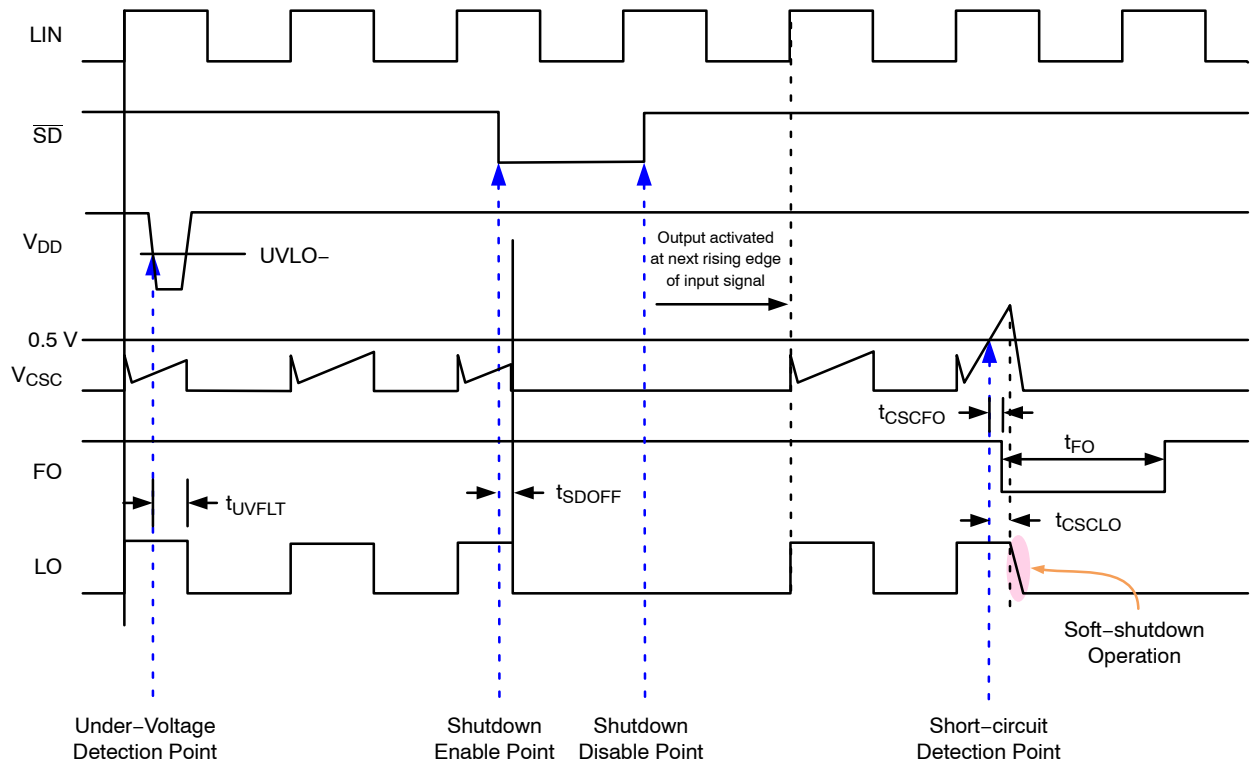 LIN
SD
VDD
UVLO−
Output activated
at next rising edge
of input signal
0.5 V
VCSC
tCSCFO
FO
tFO
tUVFLT
tSDOFF
tCSCLO
LO
Soft−shutdown
Operation
Under−Voltage
Detection Point
Shutdown
Enable Point
Shutdown
Disable Point
Short−circuit
Detection Point